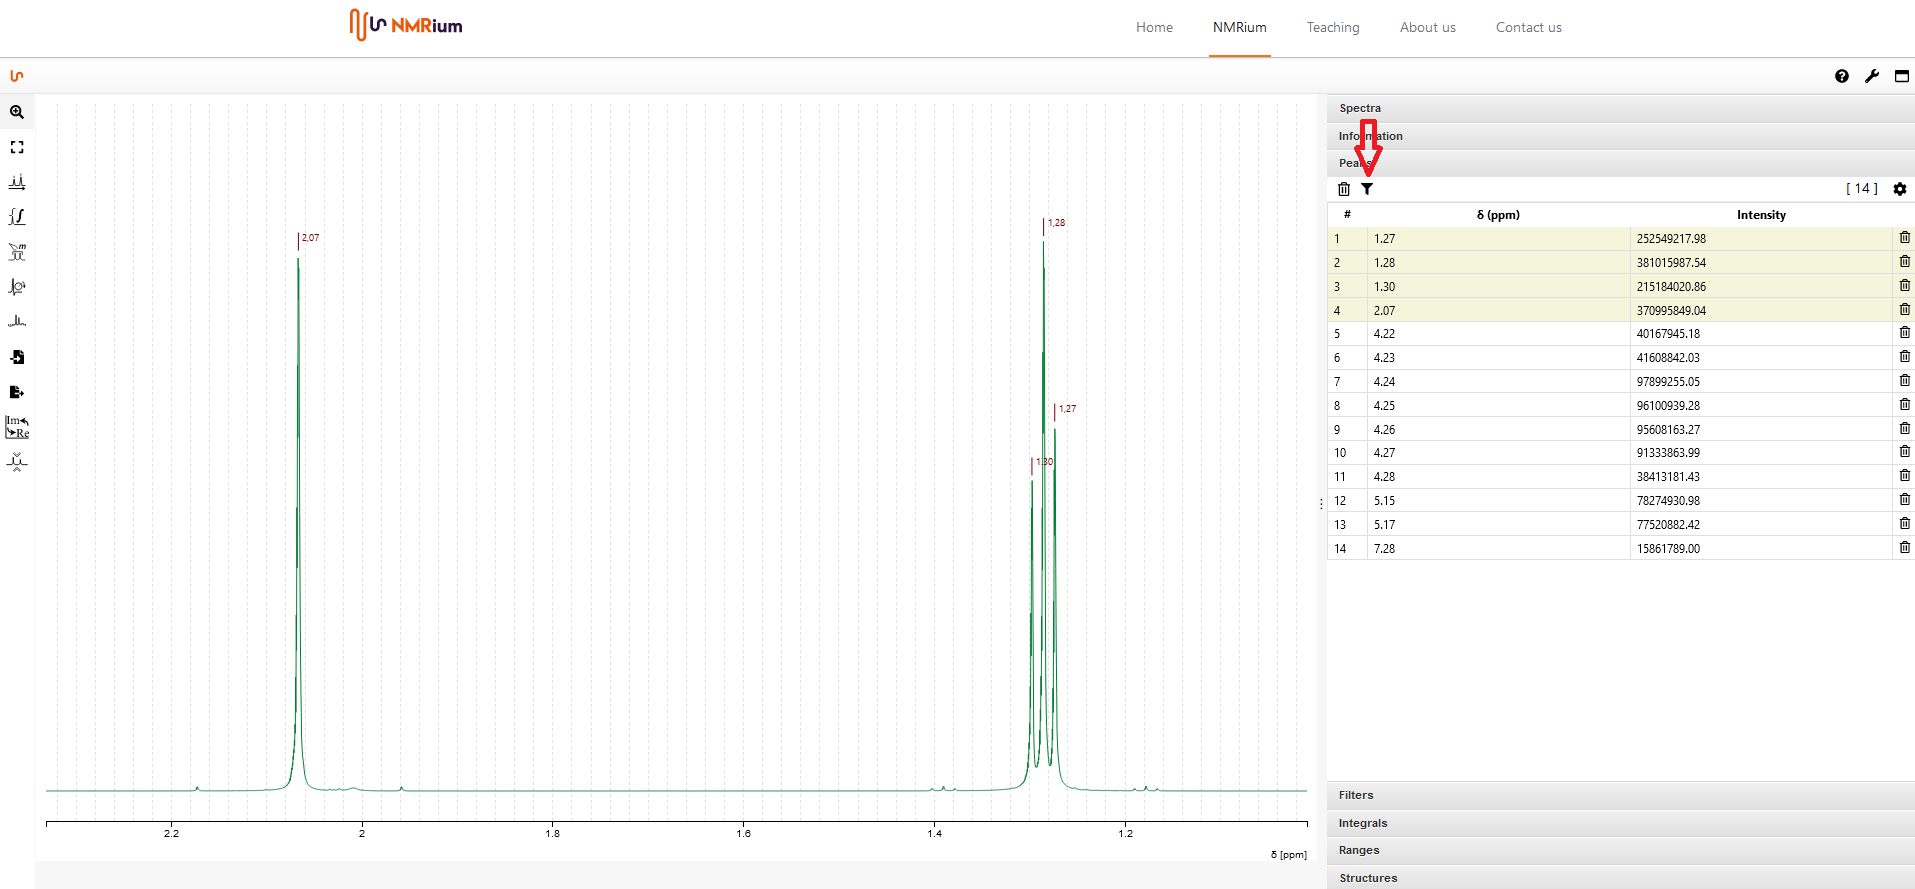 NMRium
Home NMRium Teaching About us Contact us
Spectra
Information
Peaks
[ 14 ]
# δ (ppm) Intensity
1 1.27 252549217.98
2 1.28 381015987.54
3 1.30 215184020.86
4 2.07 370995849.04
5 4.22 40167945.18
6 4.23 41608842.03
7 4.24 97899255.05
8 4.25 96100939.28
9 4.26 95608163.27
10 4.27 91333863.99
11 4.28 38413181.43
12 5.15 78274930.98
13 5.17 77520882.42
14 7.28 15861789.00
Filters
Integrals
Ranges
Structures
m
Im
Re
1,28
2,07
1,27
1,30
2.2 2 1.8 1.6 1.4 1.2
δ [ppm]